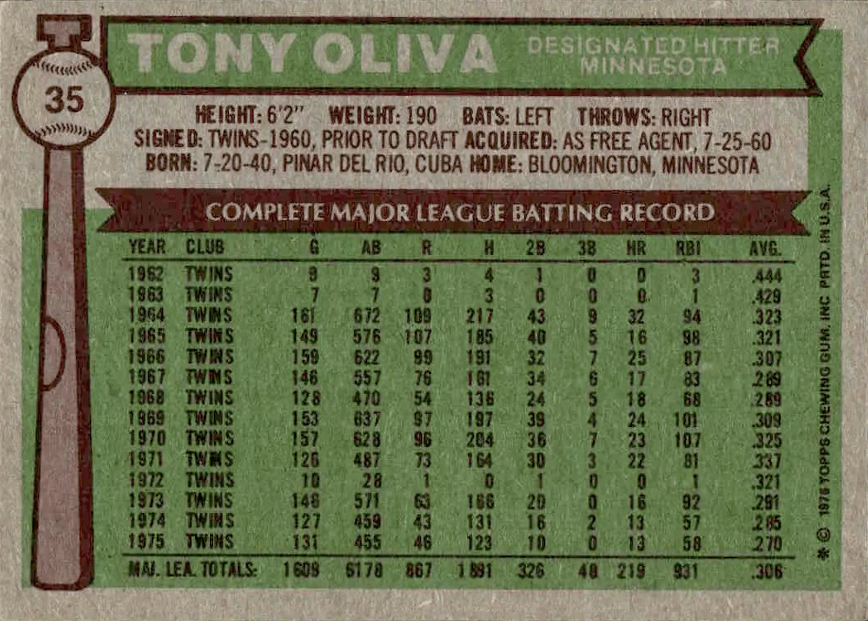 TONY OLIVA
DESIGNATED HITTER
MINNESOTA
35
HEIGHT: 6'2" WEIGHT: 190 BATS: LEFT THROWS: RIGHT
SIGNED: TWINS-1960, PRIOR TO DRAFT ACQUIRED: AS FREE AGENT, 7-25-60
BORN: 7-20-40, PINAR DEL RIO, CUBA HOME: BLOOMINGTON, MINNESOTA
COMPLETE MAJOR LEAGUE BATTING RECORD
YEAR CLUB G AB R H 2B 3B HR RBI AVG.
1962 TWINS 9 9 3 4 1 0 0 3 .444
1963 TWINS 7 7 0 3 0 0 0 1 .429
1964 TWINS 161 672 109 217 43 9 32 94 .323
1965 TWINS 149 576 107 185 40 5 16 98 .321
1966 TWINS 159 622 99 191 32 7 25 87 .307
1967 TWINS 146 557 76 161 34 6 17 83 .289
1968 TWINS 128 470 54 136 24 5 18 68 .289
1969 TWINS 153 637 97 197 39 4 24 101 .309
1970 TWINS 157 628 96 204 36 7 23 107 .325
1971 TWINS 126 487 73 164 30 3 22 81 .337
1972 TWINS 10 28 1 9 1 0 0 1 .321
1973 TWINS 146 571 63 166 20 0 16 92 .291
1974 TWINS 127 459 43 131 16 2 13 57 .285
1975 TWINS 131 455 46 123 10 0 13 58 .270
MAJ. LEA. TOTALS: 1609 6178 867 1891 326 48 219 931 .306
* © 1976 TOPPS CHEWING GUM, INC PRTD. IN U.S.A.